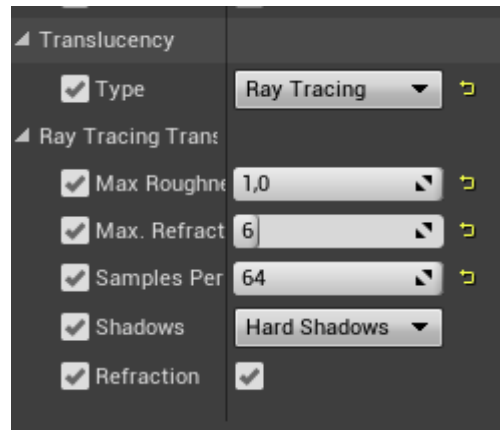 Translucency
Type Ray Tracing
Ray Tracing Trans
Max Roughne 1,0
Max. Refract 6
Samples Per 64
Shadows Hard Shadows
Refraction